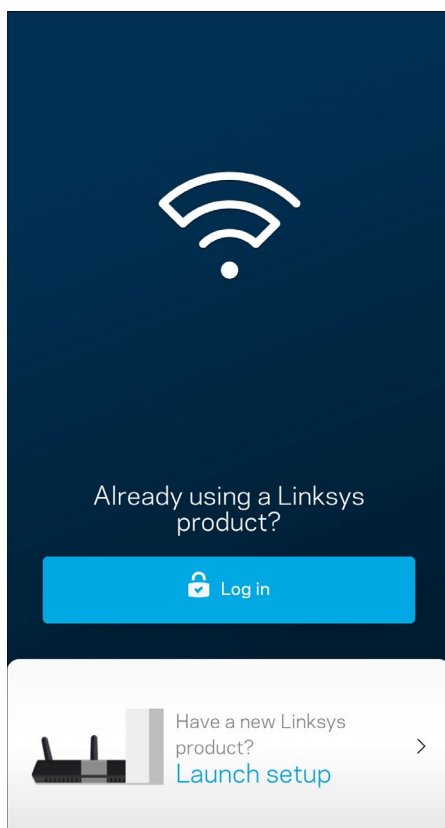 Already using a Linksys
product?
Log in
Have a new Linksys
product?
Launch setup